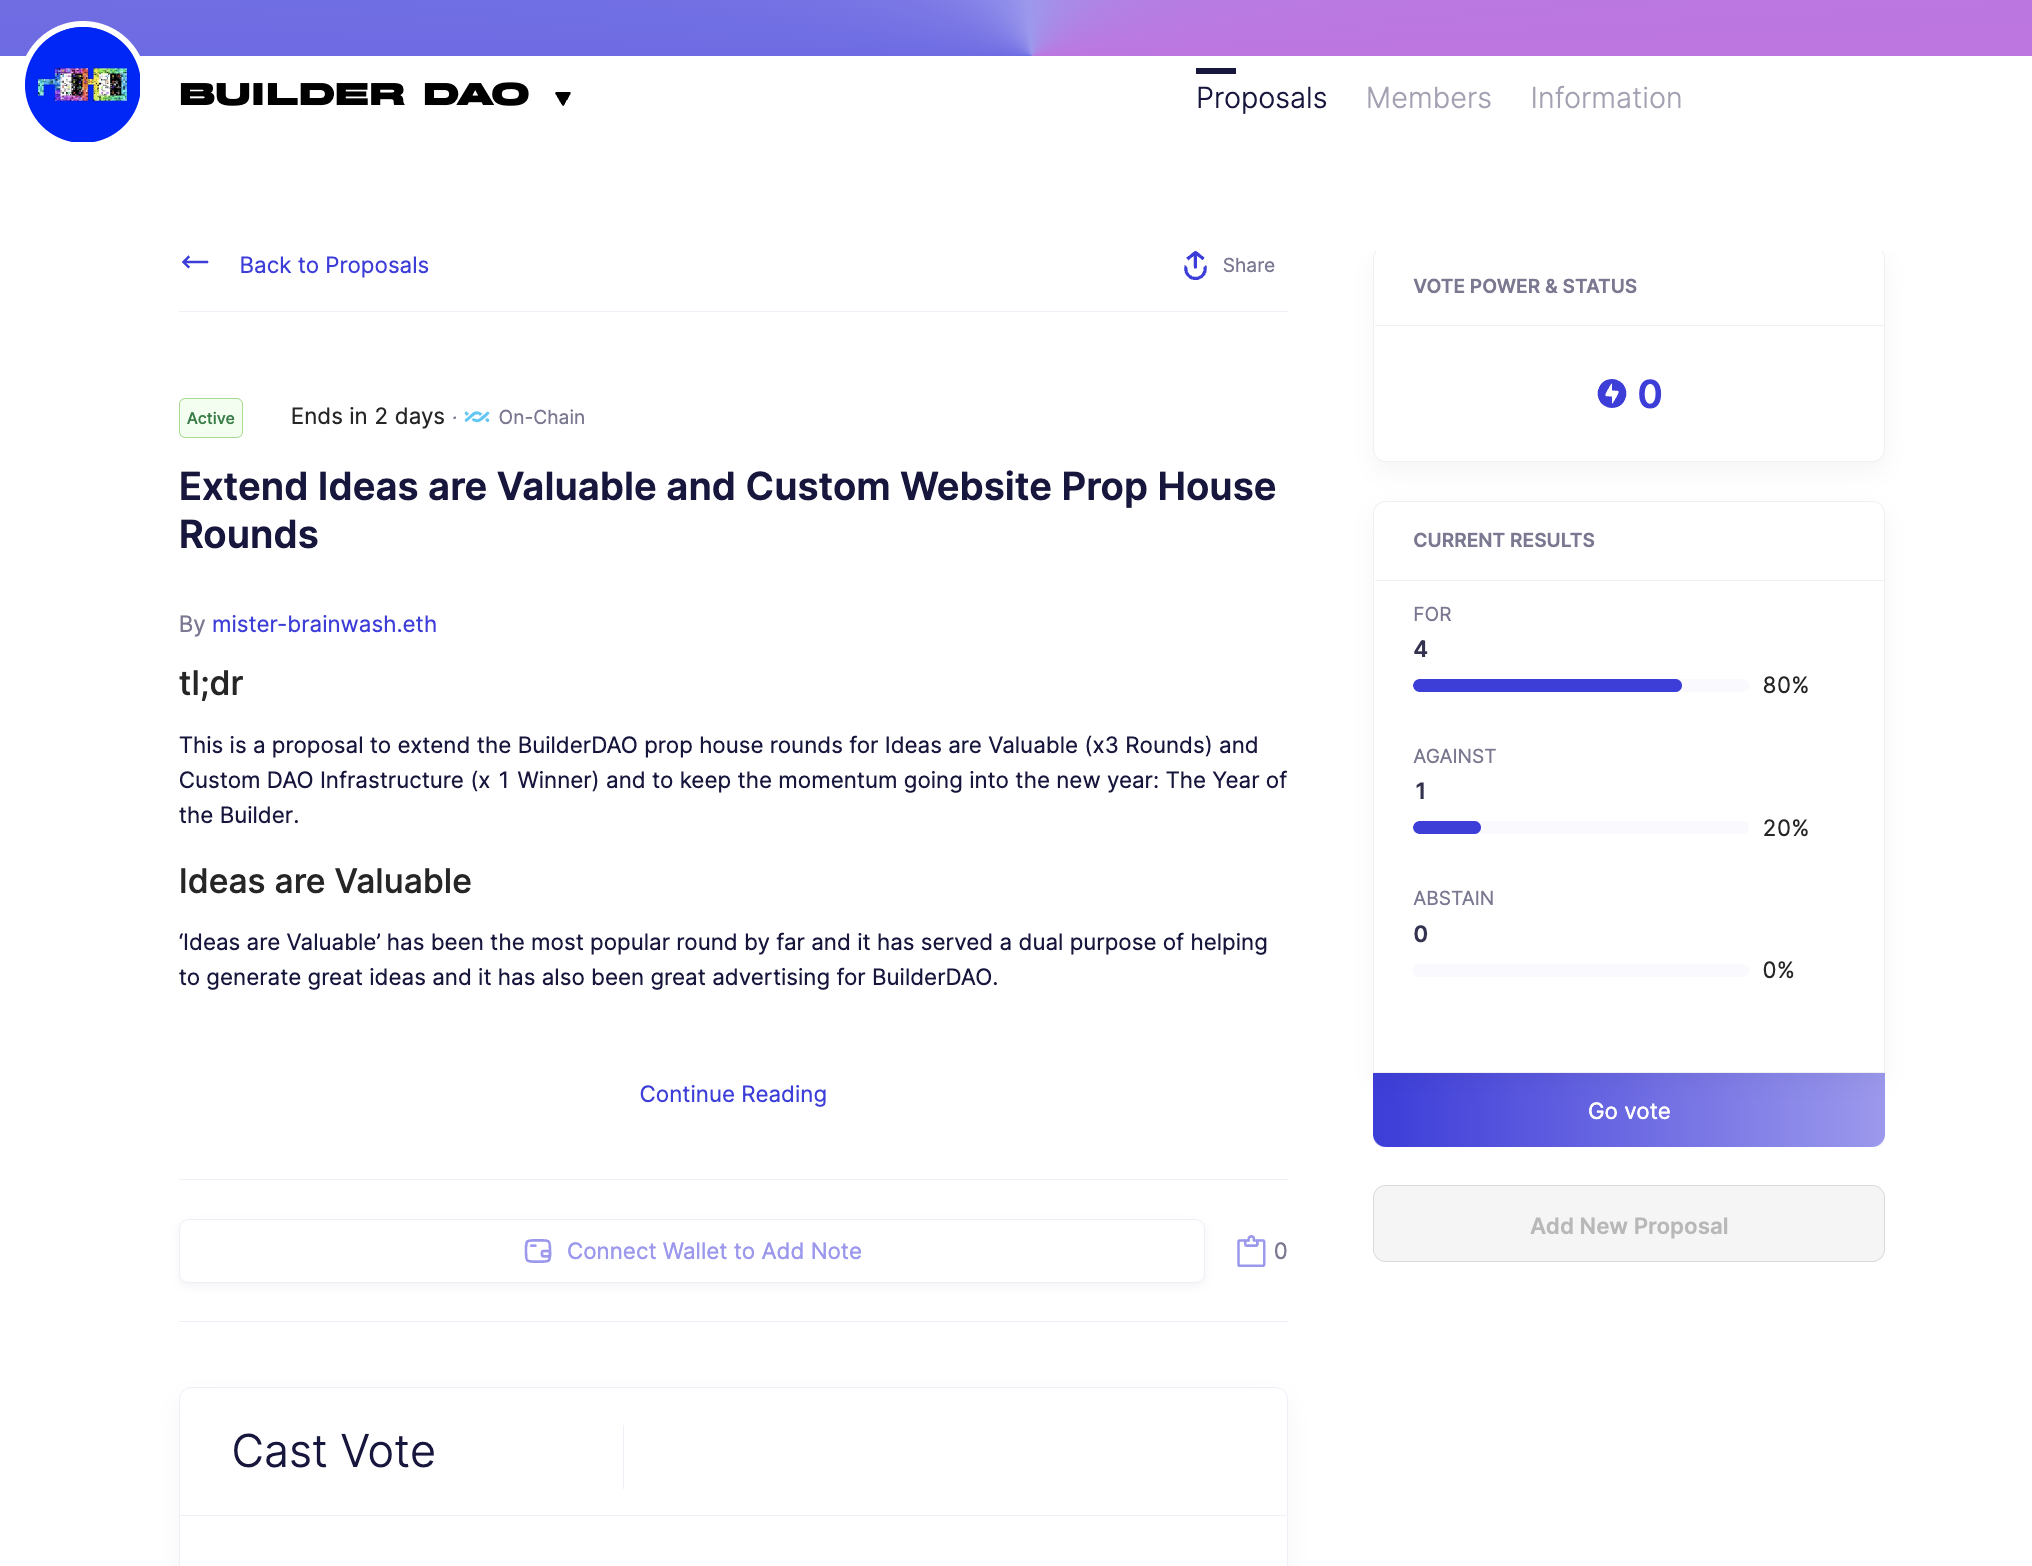 BUILDER DAO ▼
Proposals
Members
Information
Back to Proposals
Share
Active
Ends in 2 days · On-Chain
Extend Ideas are Valuable and Custom Website Prop House
Rounds
By mister-brainwash.eth
tl;dr
This is a proposal to extend the BuilderDAO prop house rounds for Ideas are Valuable (x3 Rounds) and
Custom DAO Infrastructure (x 1 Winner) and to keep the momentum going into the new year: The Year of
the Builder.
Ideas are Valuable
‘Ideas are Valuable’ has been the most popular round by far and it has served a dual purpose of helping
to generate great ideas and it has also been great advertising for BuilderDAO.
Continue Reading
Connect Wallet to Add Note
0
Cast Vote
VOTE POWER & STATUS
0
CURRENT RESULTS
FOR
4
80%
AGAINST
1
20%
ABSTAIN
0
0%
Go vote
Add New Proposal